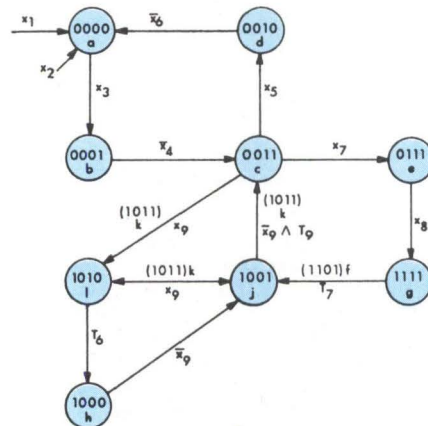 x1
0000
a
x̅6
0010
d
x2
x3
x5
0001
b
x̅4
0011
c
x7
0111
e
(1011)
k
x9
(1011)
k
x̅9 ∧ T9
x8
1010
l
(1011)k
x9
1001
j
(1101)f
T7
1111
g
T6
x̅9
1000
h